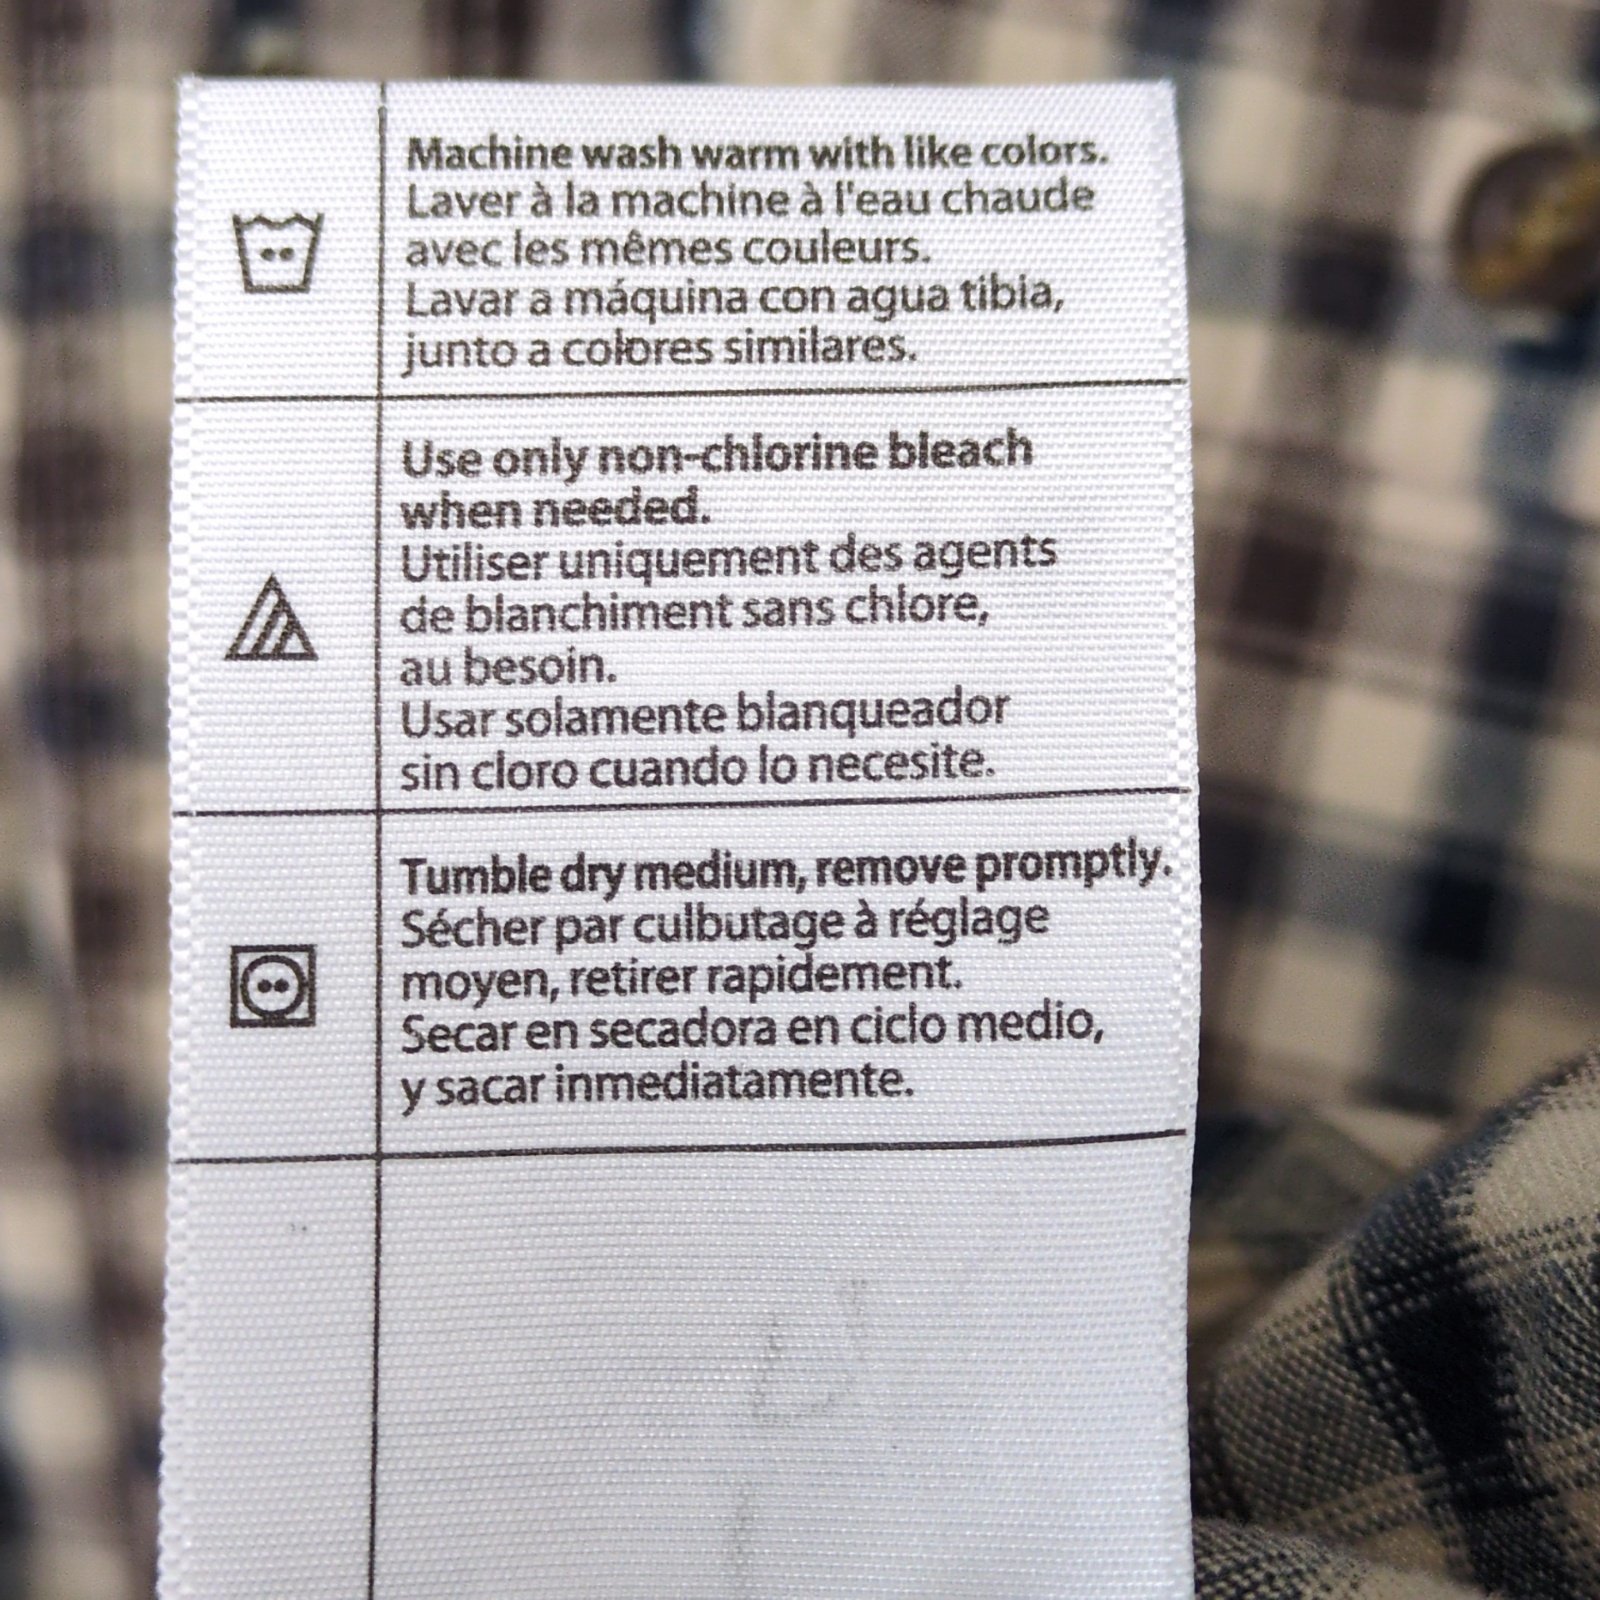 Machine wash warm with like colors.
Laver à la machine à l'eau chaude
avec les mêmes couleurs.
Lavar a máquina con agua tibia,
junto a colores similares.
Use only non-chlorine bleach
when needed.
Utiliser uniquement des agents
de blanchiment sans chlore,
au besoin.
Usar solamente blanqueador
sin cloro cuando lo necesite.
Tumble dry medium, remove promptly.
Sécher par culbutage à réglage
moyen, retirer rapidement.
Secar en secadora en ciclo medio,
y sacar inmediatamente.